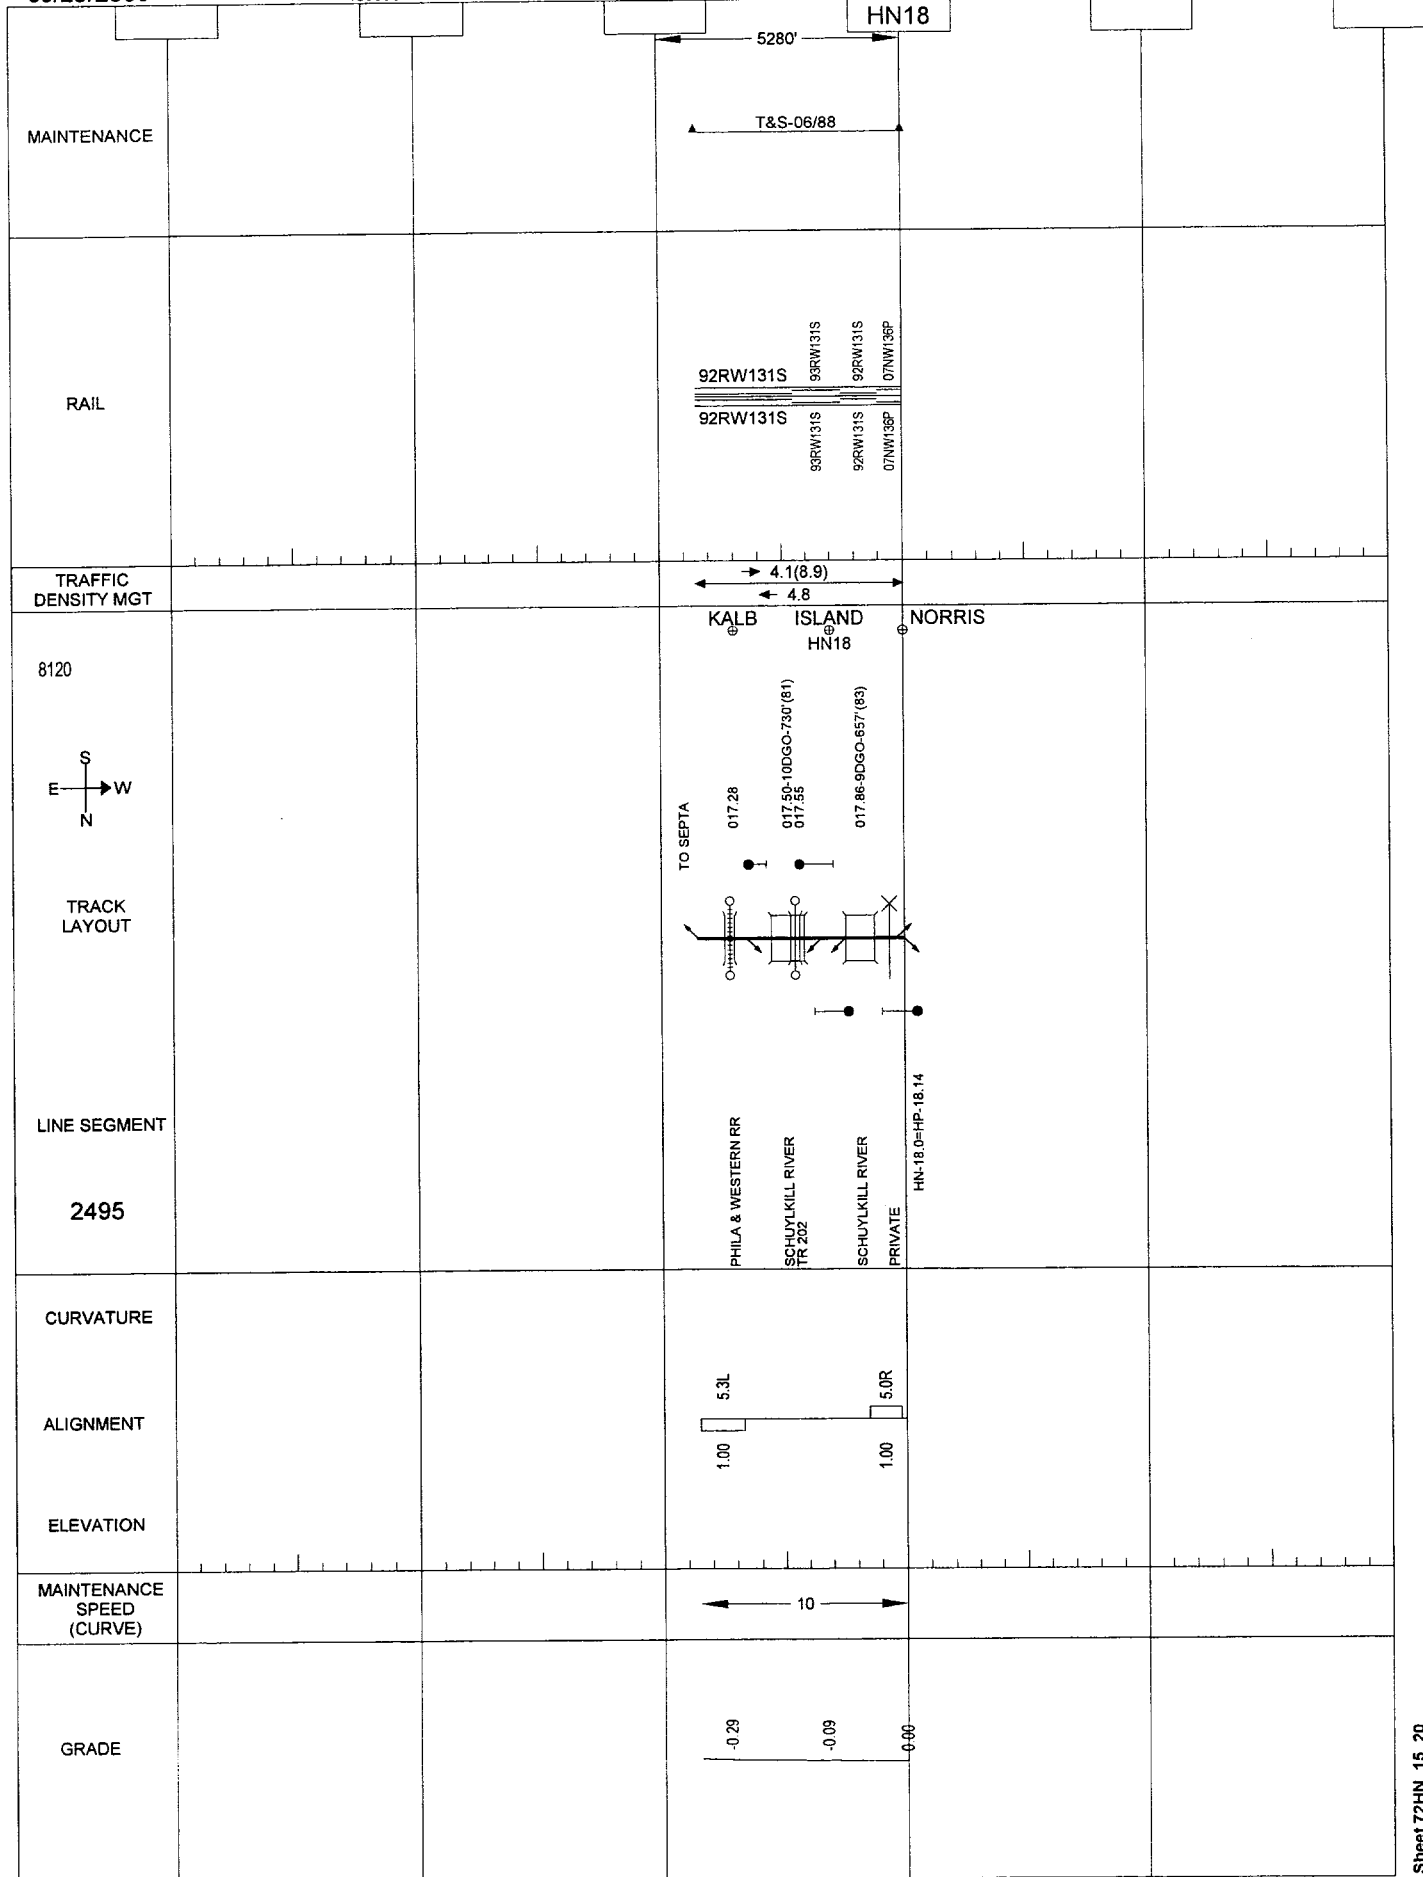 HN18
5280'
MAINTENANCE
T&S-06/88
RAIL
92RW131S
93RW131S
92RW131S
07NW136P
92RW131S
93RW131S
92RW131S
07NW136P
TRAFFIC
DENSITY MGT
4.1(8.9)
4.8
KALB
ISLAND
HN18
NORRIS
8120
S
E W
N
TO SEPTA
017.28
017.50-10DGO-730'(81)
017.55
017.86-9DGO-657'(83)
TRACK
LAYOUT
LINE SEGMENT
2495
PHILA & WESTERN RR
SCHUYLKILL RIVER
TR 202
SCHUYLKILL RIVER
PRIVATE
HN-18.0=HP-18.14
CURVATURE
5.3L
5.0R
ALIGNMENT
1.00
1.00
ELEVATION
MAINTENANCE
SPEED
(CURVE)
10
GRADE
-0.29
-0.09
0.00
Sheet 72HN_15_20